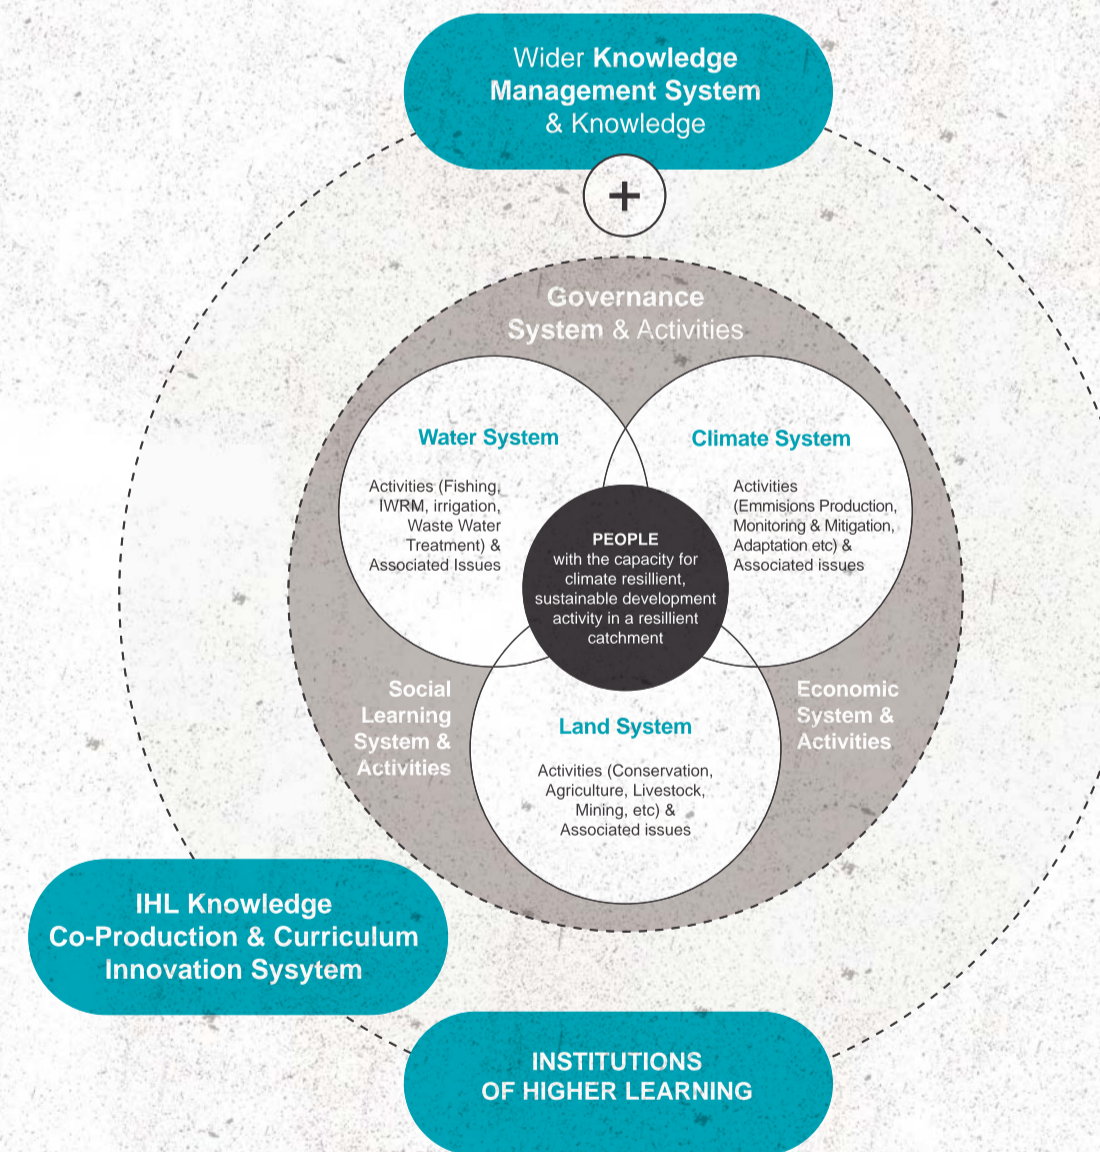 Wider Knowledge
Management System
& Knowledge
+
Governance
System & Activities
Water System
Activities (Fishing,
IWRM, irrigation,
Waste Water
Treatment) &
Associated Issues
Climate System
Activities
(Emmisions Production,
Monitoring & Mitigation,
Adaptation etc) &
Associated issues
PEOPLE
with the capacity for
climate resillient,
sustainable development
activity in a resillient
catchment
Social
Learning
System &
Activities
Economic
System &
Activities
Land System
Activities (Conservation,
Agriculture, Livestock,
Mining, etc) &
Associated issues
IHL Knowledge
Co-Production & Curriculum
Innovation Sysytem
INSTITUTIONS
OF HIGHER LEARNING